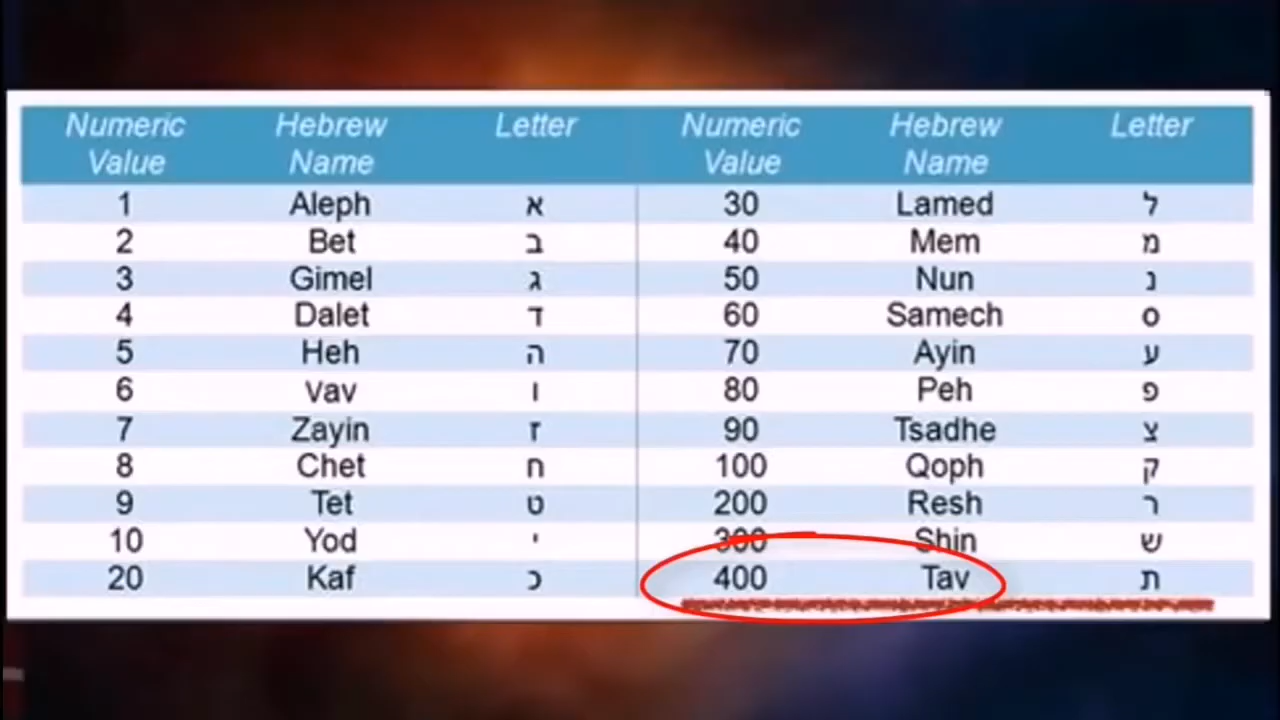 Numeric Value Hebrew Name Letter Numeric Value Hebrew Name Letter
1 Aleph א 30 Lamed ל
2 Bet ב 40 Mem מ
3 Gimel ג 50 Nun נ
4 Dalet ד 60 Samech ס
5 Heh ה 70 Ayin ע
6 Vav ו 80 Peh פ
7 Zayin ז 90 Tsadhe צ
8 Chet ח 100 Qoph ק
9 Tet ט 200 Resh ר
10 Yod י 300 Shin ש
20 Kaf כ 400 Tav ת